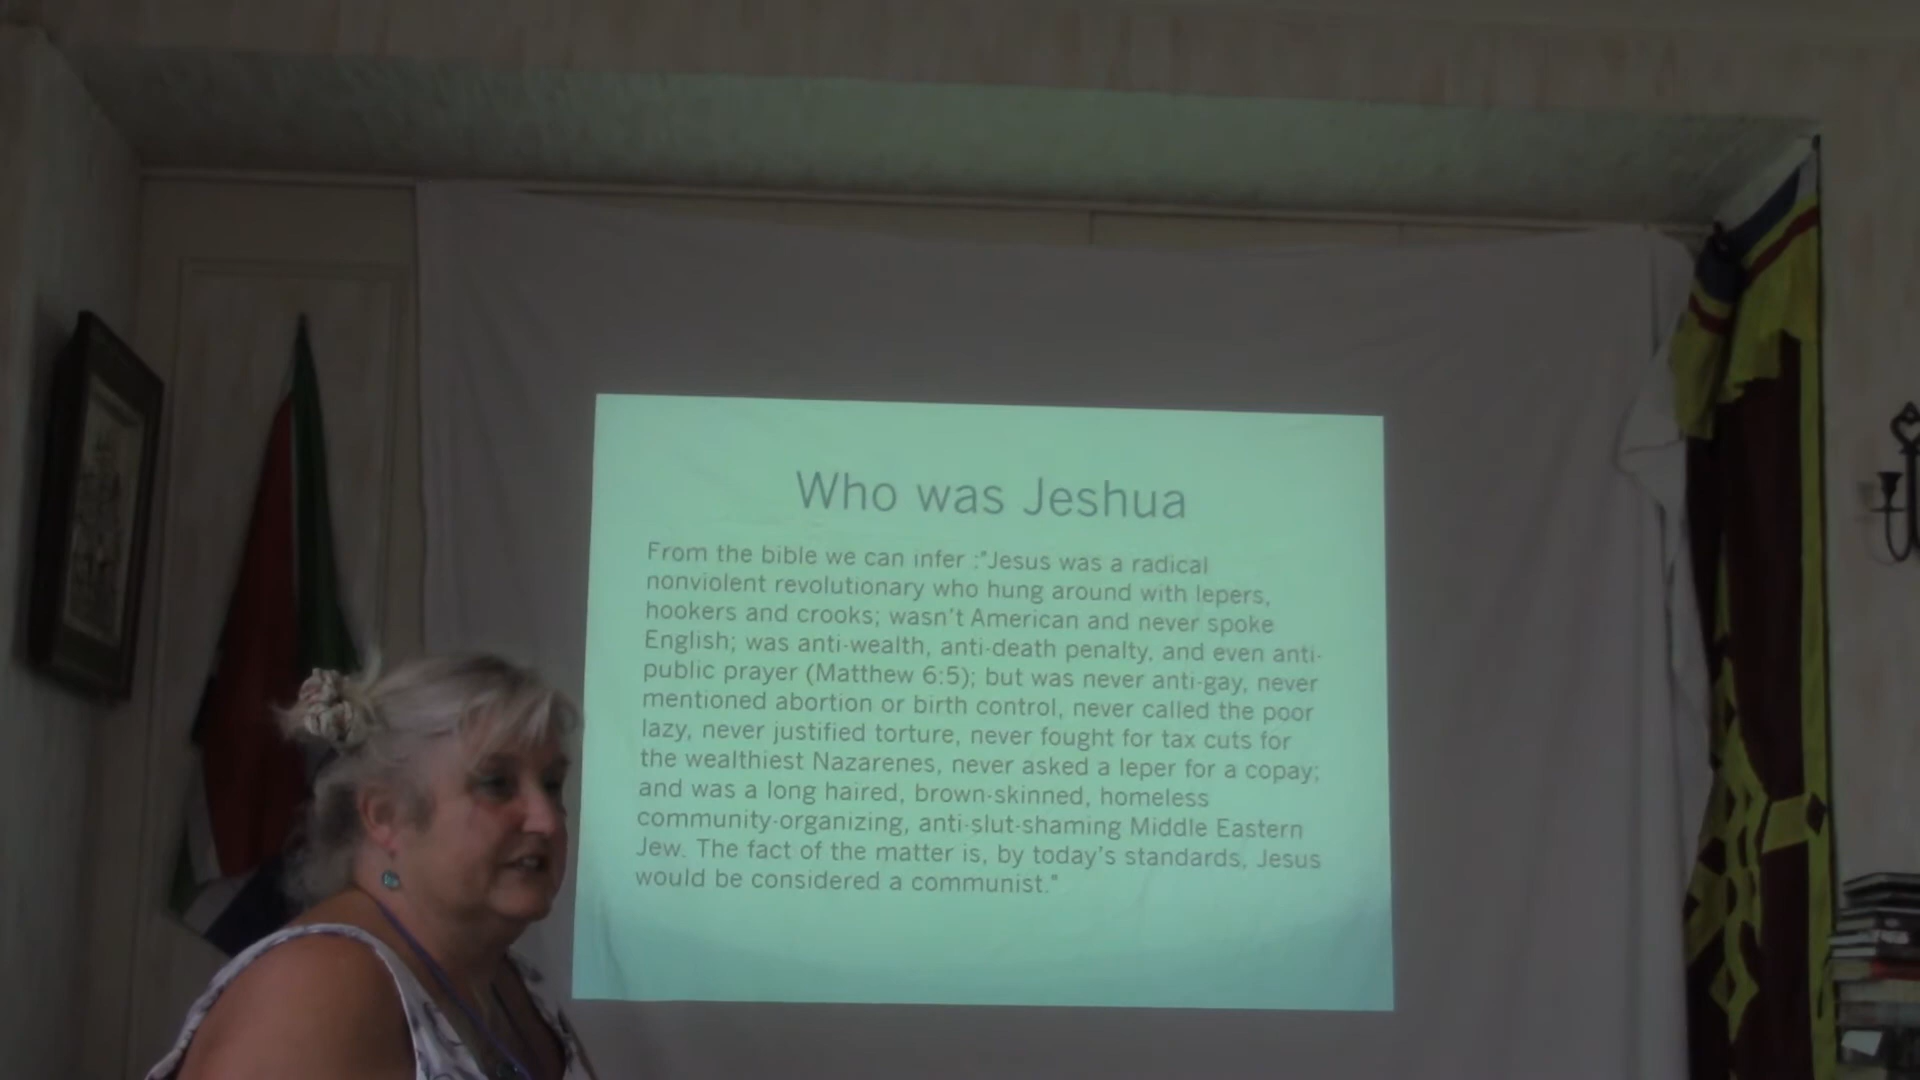 Who was Jeshua
From the bible we can infer :"Jesus was a radical
nonviolent revolutionary who hung around with lepers,
hookers and crooks; wasn't American and never spoke
English; was anti-wealth, anti-death penalty, and even anti-
public prayer (Matthew 6:5); but was never anti-gay, never
mentioned abortion or birth control, never called the poor
lazy, never justified torture, never fought for tax cuts for
the wealthiest Nazarenes, never asked a leper for a copay;
and was a long haired, brown-skinned, homeless
community-organizing, anti-slut-shaming Middle Eastern
Jew. The fact of the matter is, by today's standards, Jesus
would be considered a communist."